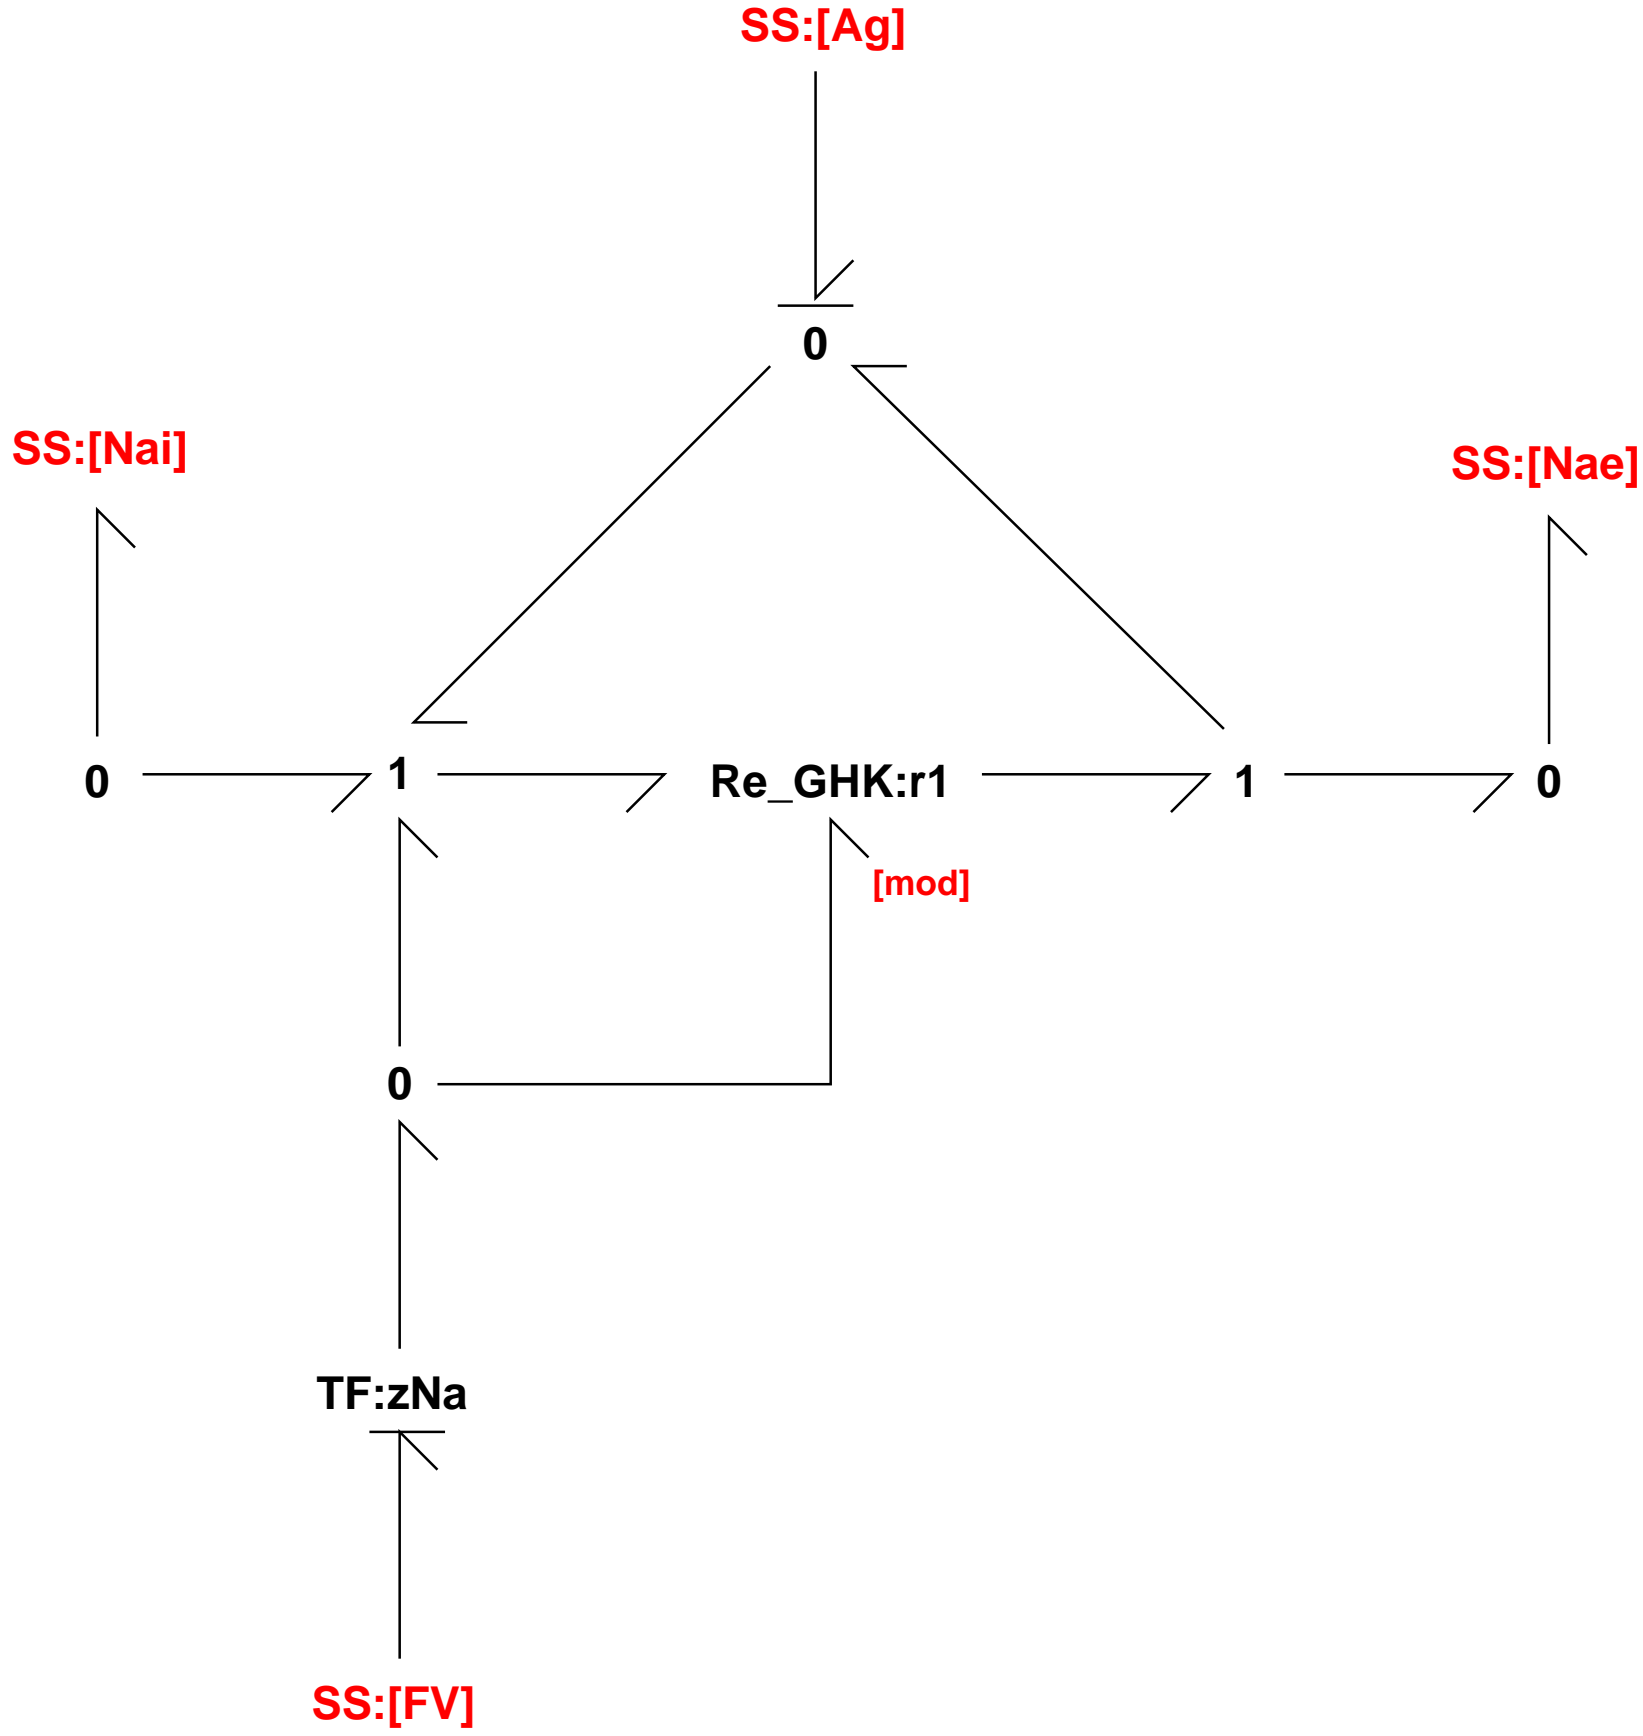 SS:[Ag]
0
SS:[Nai]
SS:[Nae]
0
1
Re_GHK:r1
1
0
[mod]
0
TF:zNa
SS:[FV]